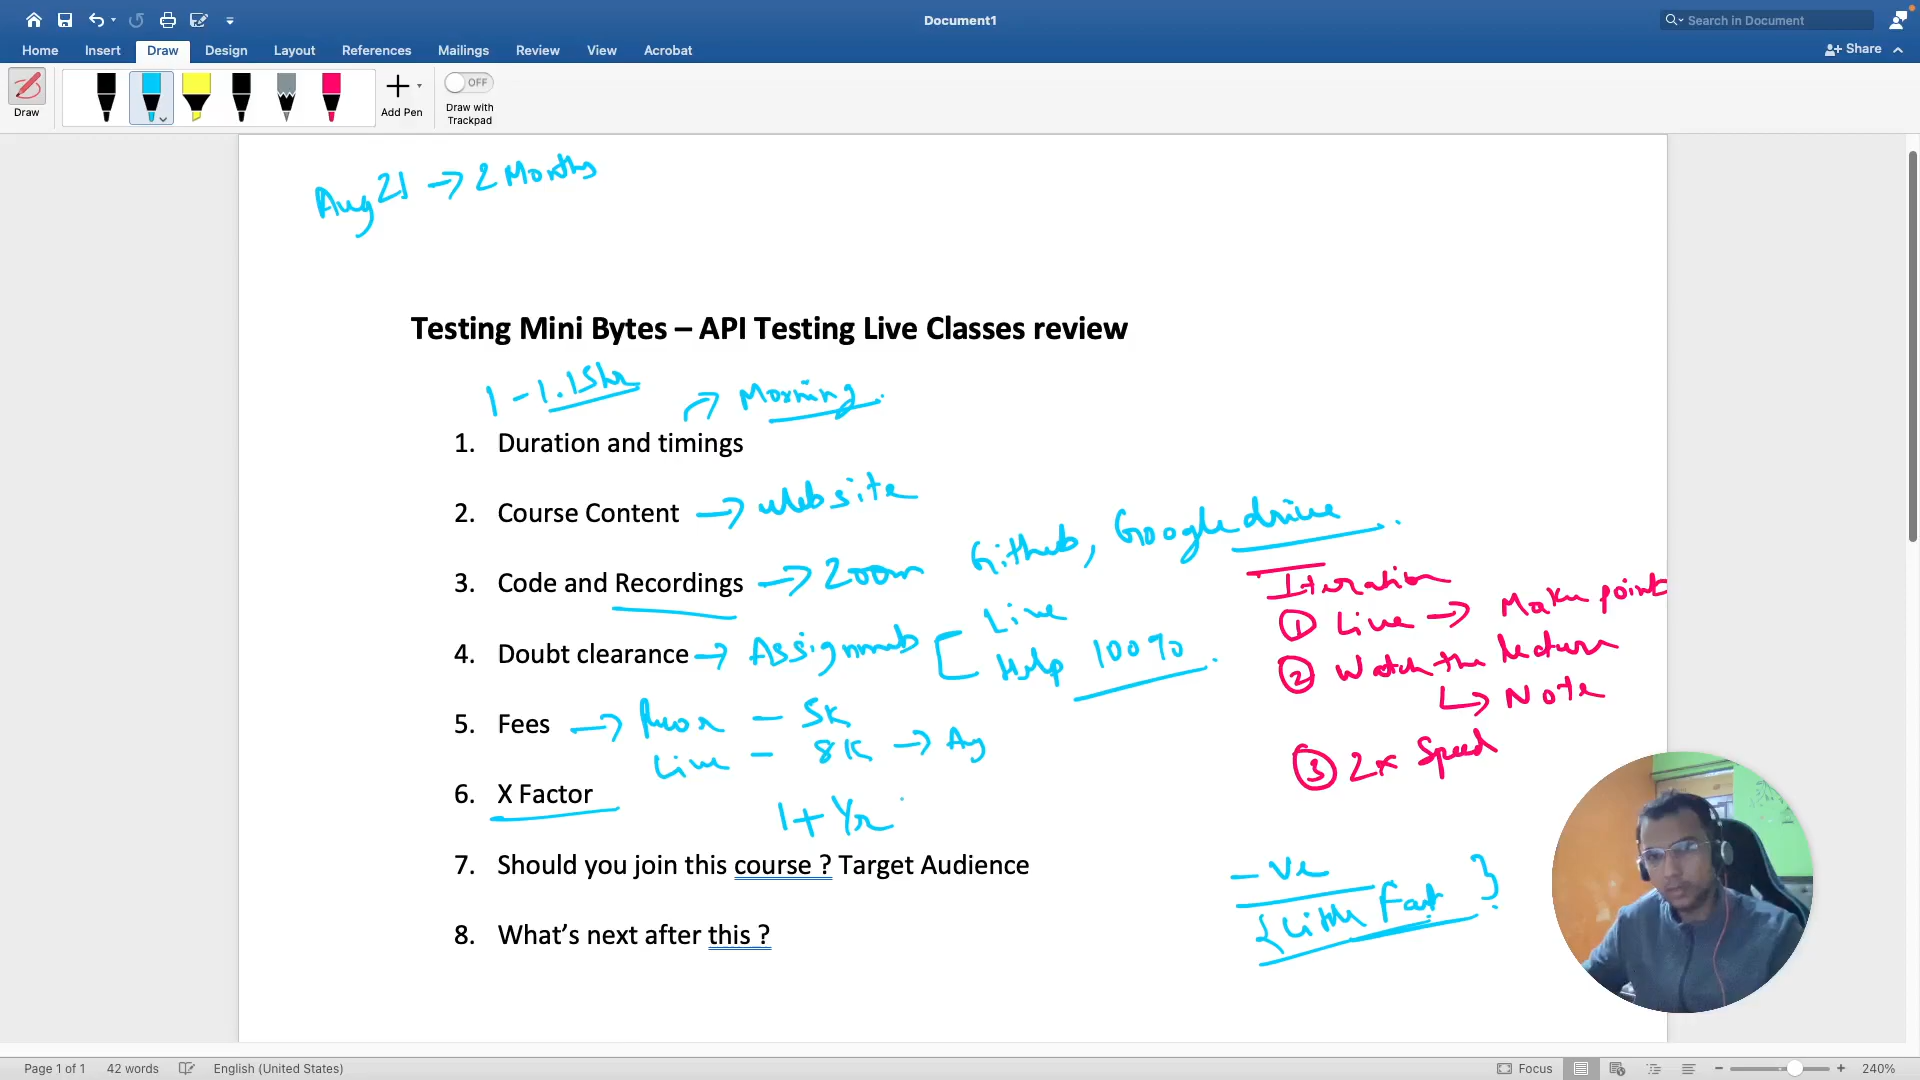 Document1
Search in Document
Home Insert Draw Design Layout References Mailings Review View Acrobat
Share
Draw
Add Pen
OFF
Draw with Trackpad
Aug 21 → 2 Months
Testing Mini Bytes – API Testing Live Classes review
1 - 1.15hr → Morning.
1. Duration and timings
2. Course Content → Website
3. Code and Recordings → Zoom Github, Google drive.
4. Doubt clearance → Assignments [ Live
Help 100%.
5. Fees → - 5K
Live - 8K →
6. X Factor
1+ Yr
7. Should you join this course ? Target Audience
8. What’s next after this ?
Iteration
① Live → Make point
② Watch the lecture
↳ Note
③ 2x Speed
-ve
{ Little Fast }
Page 1 of 1 42 words English (United States)
Focus
240%